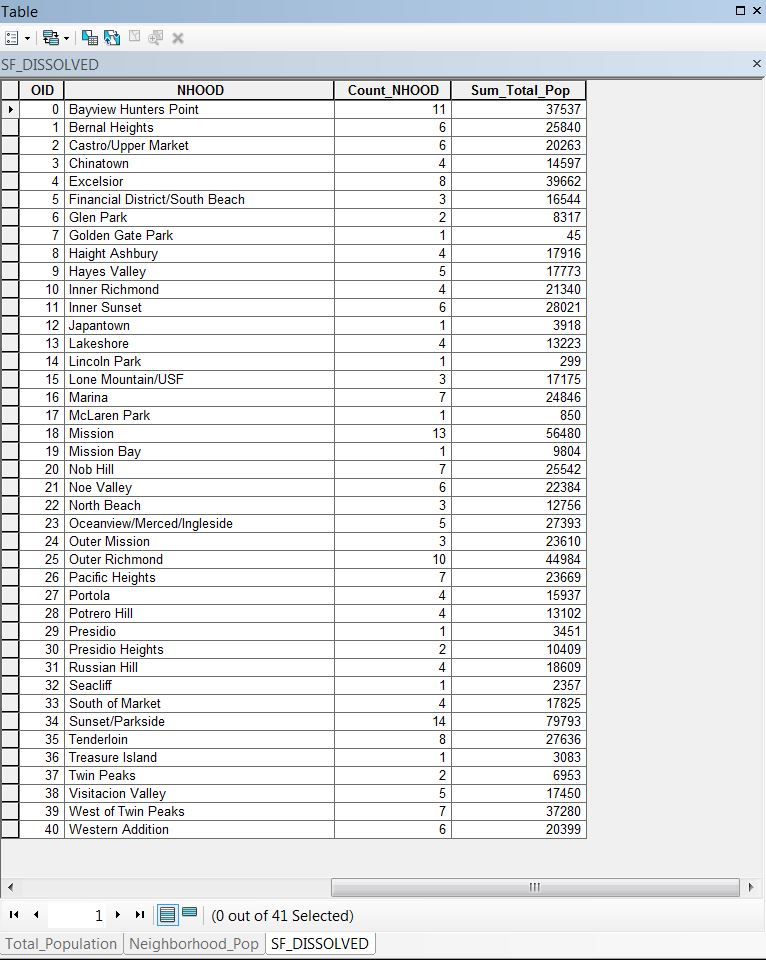 Table
SF_DISSOLVED
OID NHOOD Count_NHOOD Sum_Total_Pop
0 Bayview Hunters Point 11 37537
1 Bernal Heights 6 25840
2 Castro/Upper Market 6 20263
3 Chinatown 4 14597
4 Excelsior 8 39662
5 Financial District/South Beach 3 16544
6 Glen Park 2 8317
7 Golden Gate Park 1 45
8 Haight Ashbury 4 17916
9 Hayes Valley 5 17773
10 Inner Richmond 4 21340
11 Inner Sunset 6 28021
12 Japantown 1 3918
13 Lakeshore 4 13223
14 Lincoln Park 1 299
15 Lone Mountain/USF 3 17175
16 Marina 7 24846
17 McLaren Park 1 850
18 Mission 13 56480
19 Mission Bay 1 9804
20 Nob Hill 7 25542
21 Noe Valley 6 22384
22 North Beach 3 12756
23 Oceanview/Merced/Ingleside 5 27393
24 Outer Mission 3 23610
25 Outer Richmond 10 44984
26 Pacific Heights 7 23669
27 Portola 4 15937
28 Potrero Hill 4 13102
29 Presidio 1 3451
30 Presidio Heights 2 10409
31 Russian Hill 4 18609
32 Seacliff 1 2357
33 South of Market 4 17825
34 Sunset/Parkside 14 79793
35 Tenderloin 8 27636
36 Treasure Island 1 3083
37 Twin Peaks 2 6953
38 Visitacion Valley 5 17450
39 West of Twin Peaks 7 37280
40 Western Addition 6 20399
1 (0 out of 41 Selected)
Total_Population Neighborhood_Pop SF_DISSOLVED